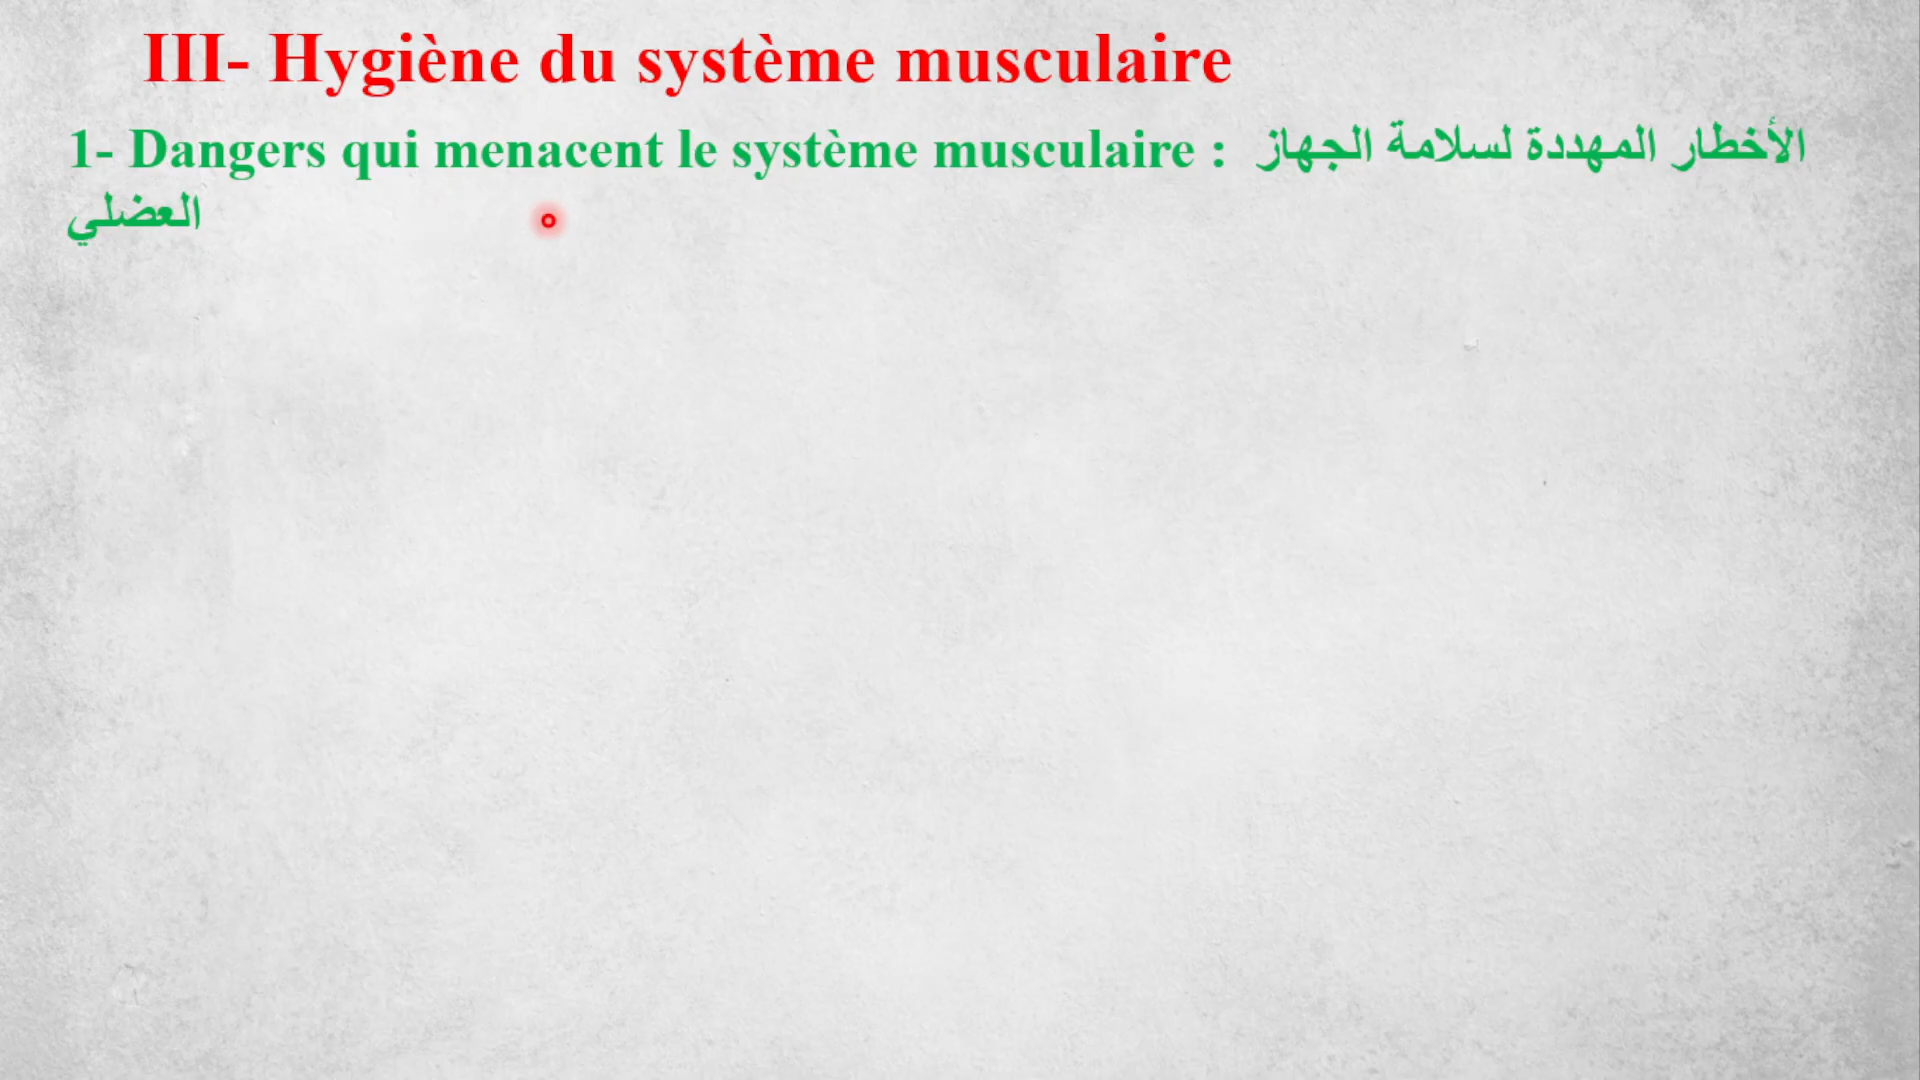 III- Hygiène du système musculaire
1- Dangers qui menacent le système musculaire : الأخطار المهددة لسلامة الجهاز
العضلي